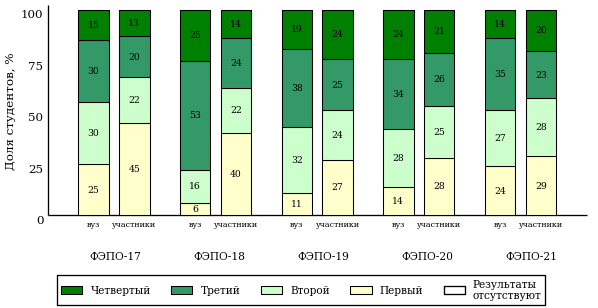 Доля студентов, %
100
75
50
25
0
15 13 25 14 19 24 24 21 14 20
30 20 53 24 38 25 34 26 35 23
30 22 16 22 32 24 28 25 27 28
25 45 6 40 11 27 14 28 24 29
вуз участники вуз участники вуз участники вуз участники вуз участники
ФЭПО-17 ФЭПО-18 ФЭПО-19 ФЭПО-20 ФЭПО-21
Четвертый Третий Второй Первый Результаты
отсутствуют